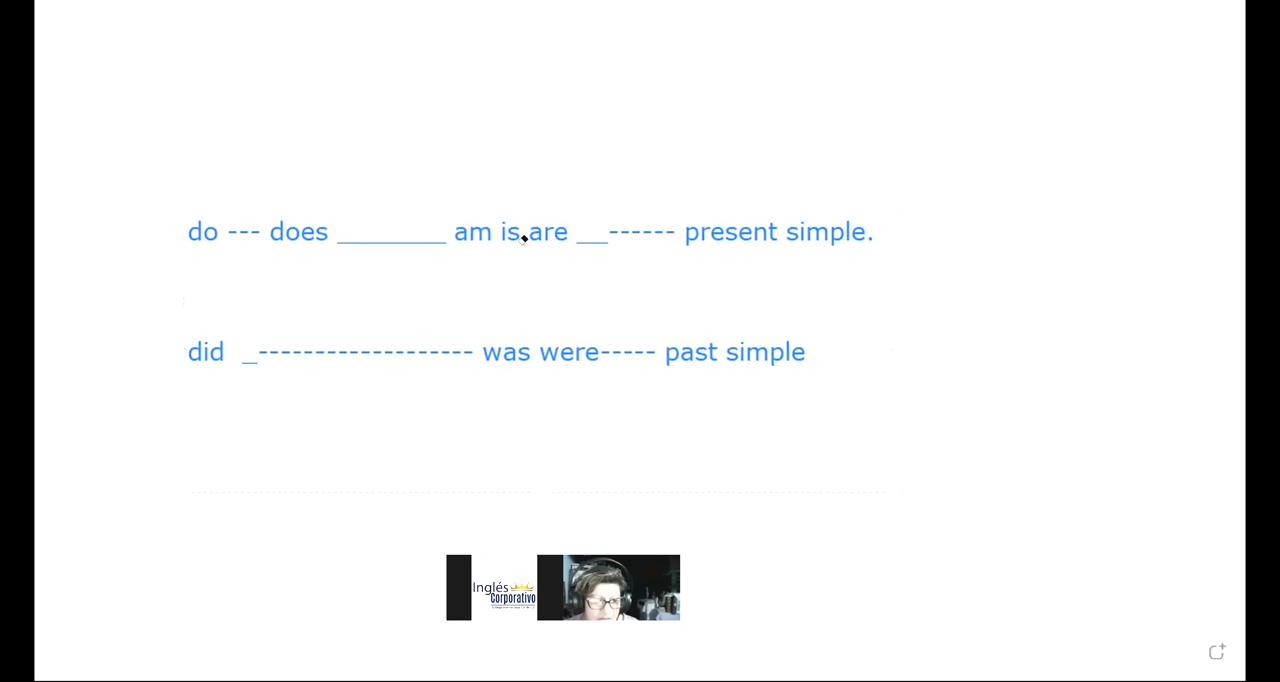 do --- does ________ am is are __------ present simple.
did _------------------- was were----- past simple
Inglés
Corporativo